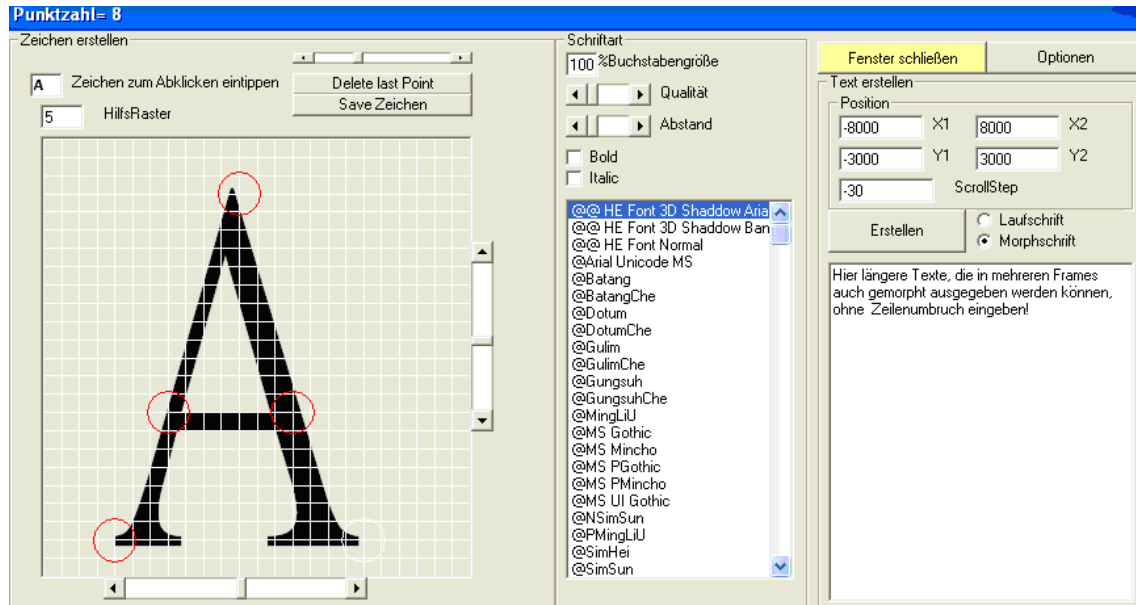 Punktzahl= 8
Zeichen erstellen
A
Zeichen zum Abklicken eintippen
Delete last Point
Save Zeichen
5
HilfsRaster
Schriftart
100 %Buchstabengröße
Qualität
Abstand
Bold
Italic
@@ HE Font 3D Shaddow Aria
@@ HE Font 3D Shaddow Ban
@@ HE Font Normal
@Arial Unicode MS
@Batang
@BatangChe
@Dotum
@DotumChe
@Gulim
@GulimChe
@Gungsuh
@GungsuhChe
@MingLiU
@MS Gothic
@MS Mincho
@MS PGothic
@MS PMincho
@MS UI Gothic
@NSimSun
@PMingLiU
@SimHei
@SimSun
Fenster schließen
Optionen
Text erstellen
Position
-8000 X1 8000 X2
-3000 Y1 3000 Y2
-30 ScrollStep
Erstellen
Laufschrift
Morphschrift
Hier längere Texte, die in mehreren Frames
auch gemorpht ausgegeben werden können,
ohne Zeilenumbruch eingeben!
A